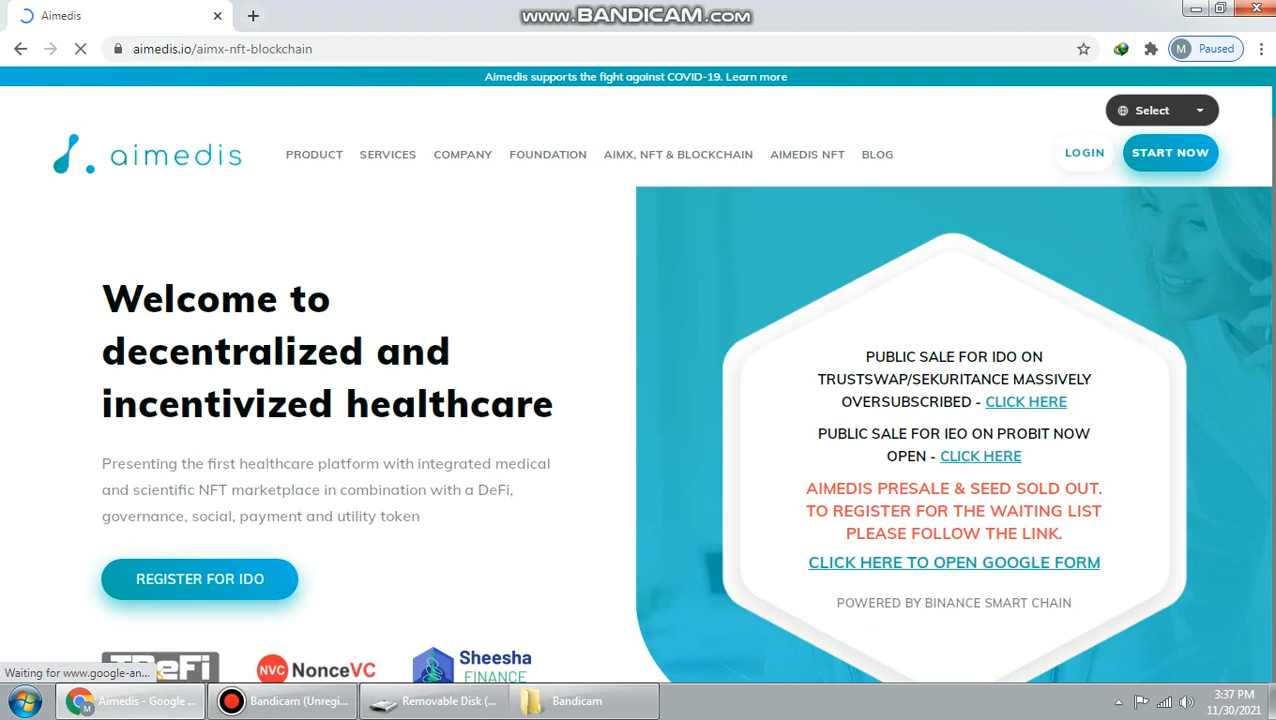 Aimedis
www.BANDICAM.com
aimedis.io/aimx-nft-blockchain
M Paused
Aimedis supports the fight against COVID-19. Learn more
Select
aimedis
PRODUCT SERVICES COMPANY FOUNDATION AIMX, NFT & BLOCKCHAIN AIMEDIS NFT BLOG
LOGIN START NOW
Welcome to
decentralized and
incentivized healthcare
Presenting the first healthcare platform with integrated medical
and scientific NFT marketplace in combination with a DeFi,
governance, social, payment and utility token
REGISTER FOR IDO
PUBLIC SALE FOR IDO ON
TRUSTSWAP/SEKURITANCE MASSIVELY
OVERSUBSCRIBED - CLICK HERE
PUBLIC SALE FOR IEO ON PROBIT NOW
OPEN - CLICK HERE
AIMEDIS PRESALE & SEED SOLD OUT.
TO REGISTER FOR THE WAITING LIST
PLEASE FOLLOW THE LINK.
CLICK HERE TO OPEN GOOGLE FORM
POWERED BY BINANCE SMART CHAIN
NVC NonceVC
Sheesha
FINANCE
Waiting for www.google-an...
M Aimedis - Google ...
Bandicam (Unregi...
Removable Disk (...
Bandicam
3:37 PM
11/30/2021